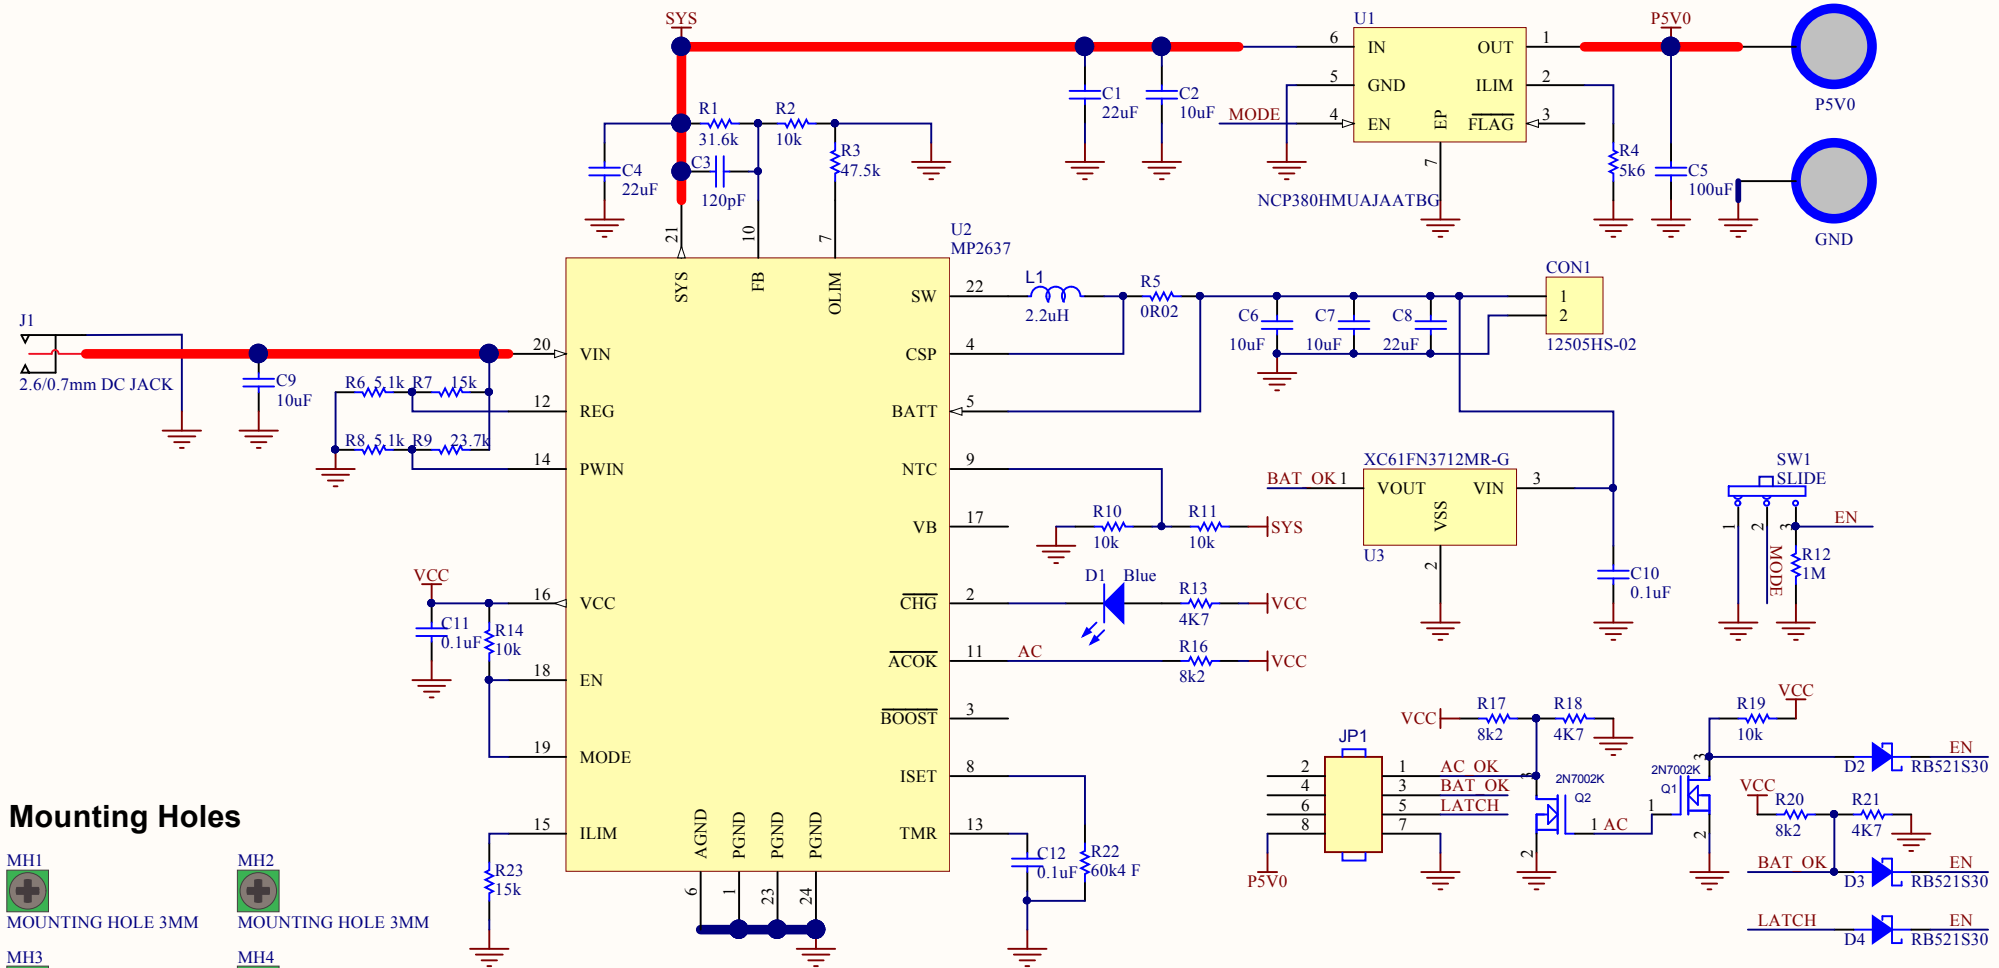 SYS
U1
P5V0
6
IN
OUT
1
5
GND
ILIM
2
MODE
4
EN
EP
FLAG
3
7
NCP380HMUAJAATBG
C1
22uF
C2
10uF
R4
5k6
C5
100uF
P5V0
GND
R1
31.6k
R2
10k
C3
120pF
R3
47.5k
C4
22uF
21
10
7
U2
MP2637
SYS
FB
OLIM
SW
22
L1
2.2uH
R5
0R02
CON1
1
2
12505HS-02
C6
10uF
C7
10uF
C8
22uF
J1
2.6/0.7mm DC JACK
C9
10uF
20
VIN
CSP
4
R6 5.1k R7 15k
12
REG
BATT
5
R8 5.1k R9 23.7k
14
PWIN
NTC
9
XC61FN3712MR-G
BAT_OK 1
VOUT
VIN
3
VSS
2
U3
SW1
SLIDE
1
2
3
EN
MODE
R12
1M
VB
17
R10
10k
R11
10k
SYS
C10
0.1uF
VCC
16
VCC
C11
0.1uF
R14
10k
CHG
2
D1
Blue
R13
4K7
VCC
18
EN
ACOK
11
AC
R16
8k2
VCC
BOOST
3
19
MODE
ISET
8
VCC
R17
8k2
R18
4K7
R19
10k
VCC
JP1
2
4
6
8
1
3
5
7
AC_OK
BAT_OK
LATCH
P5V0
3
2N7002K
Q2
2
1 AC
2N7002K
Q1
1
3
2
D2
EN
RB521S30
VCC
R20
8k2
R21
4K7
BAT_OK
D3
EN
RB521S30
LATCH
D4
EN
RB521S30
15
ILIM
AGND
PGND
PGND
PGND
TMR
13
6
1
23
24
R23
15k
C12
0.1uF
R22
60k4 F
Mounting Holes
MH1
MOUNTING HOLE 3MM
MH2
MOUNTING HOLE 3MM
MH3
MH4